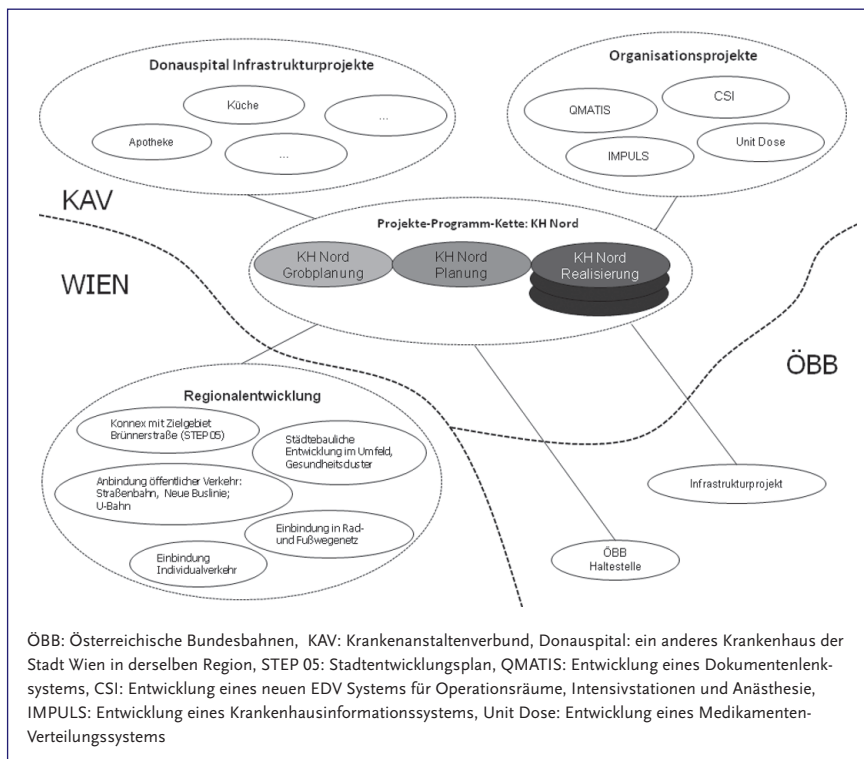 Donauspital Infrastrukturprojekte
Küche
...
Apotheke
...
Organisationsprojekte
CSI
QMATIS
Unit Dose
IMPULS
KAV
Projekte-Programm-Kette: KH Nord
KH Nord
Grobplanung
KH Nord
Planung
KH Nord
Realisierung
WIEN
ÖBB
Regionalentwicklung
Konnex mit Zielgebiet
Brünnerstraße (STEP 05)
Städtebauliche
Entwicklung im Umfeld,
Gesundheitscluster
Anbindung öffentlicher Verkehr:
Straßenbahn, Neue Buslinie;
U-Bahn
Einbindung in Rad-
und Fußwegenetz
Einbindung
Individualverkehr
Infrastrukturprojekt
ÖBB
Haltestelle
ÖBB: Österreichische Bundesbahnen, KAV: Krankenanstaltenverbund, Donauspital: ein anderes Krankenhaus der
Stadt Wien in derselben Region, STEP 05: Stadtentwicklungsplan, QMATIS: Entwicklung eines Dokumentenlenk-
systems, CSI: Entwicklung eines neuen EDV Systems für Operationsräume, Intensivstationen und Anästhesie,
IMPULS: Entwicklung eines Krankenhausinformationssystems, Unit Dose: Entwicklung eines Medikamenten-
Verteilungssystems